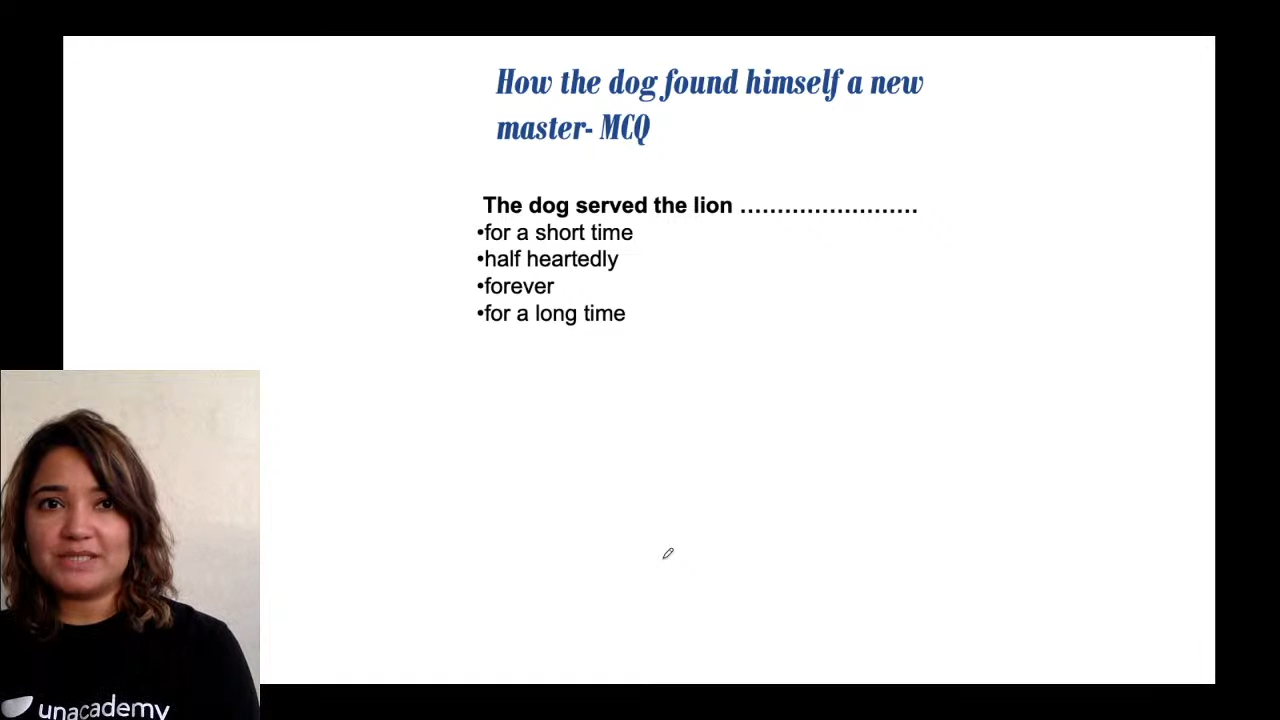 How the dog found himself a new
master- MCQ
The dog served the lion ........................
•for a short time
•half heartedly
•forever
•for a long time
unacademy